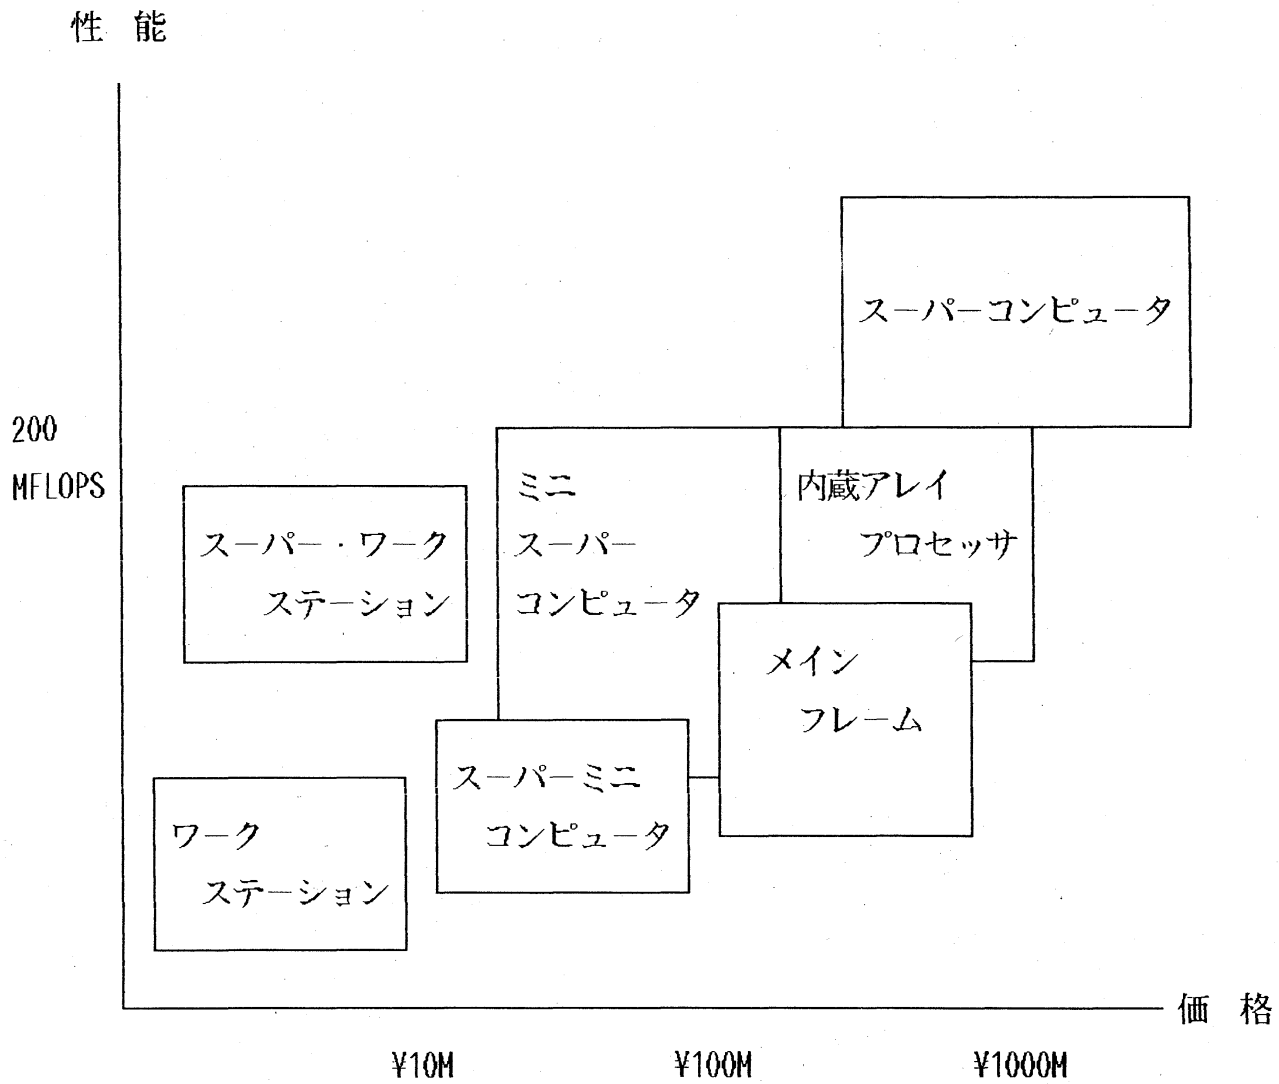 性 能
スーパーコンピュータ
200
MFLOPS
スーパー・ワーク
ステーション
ミニ
スーパー
コンピュータ
内蔵アレイ
プロセッサ
メイン
フレーム
スーパーミニ
コンピュータ
ワーク
ステーション
価 格
¥10M
¥100M
¥1000M